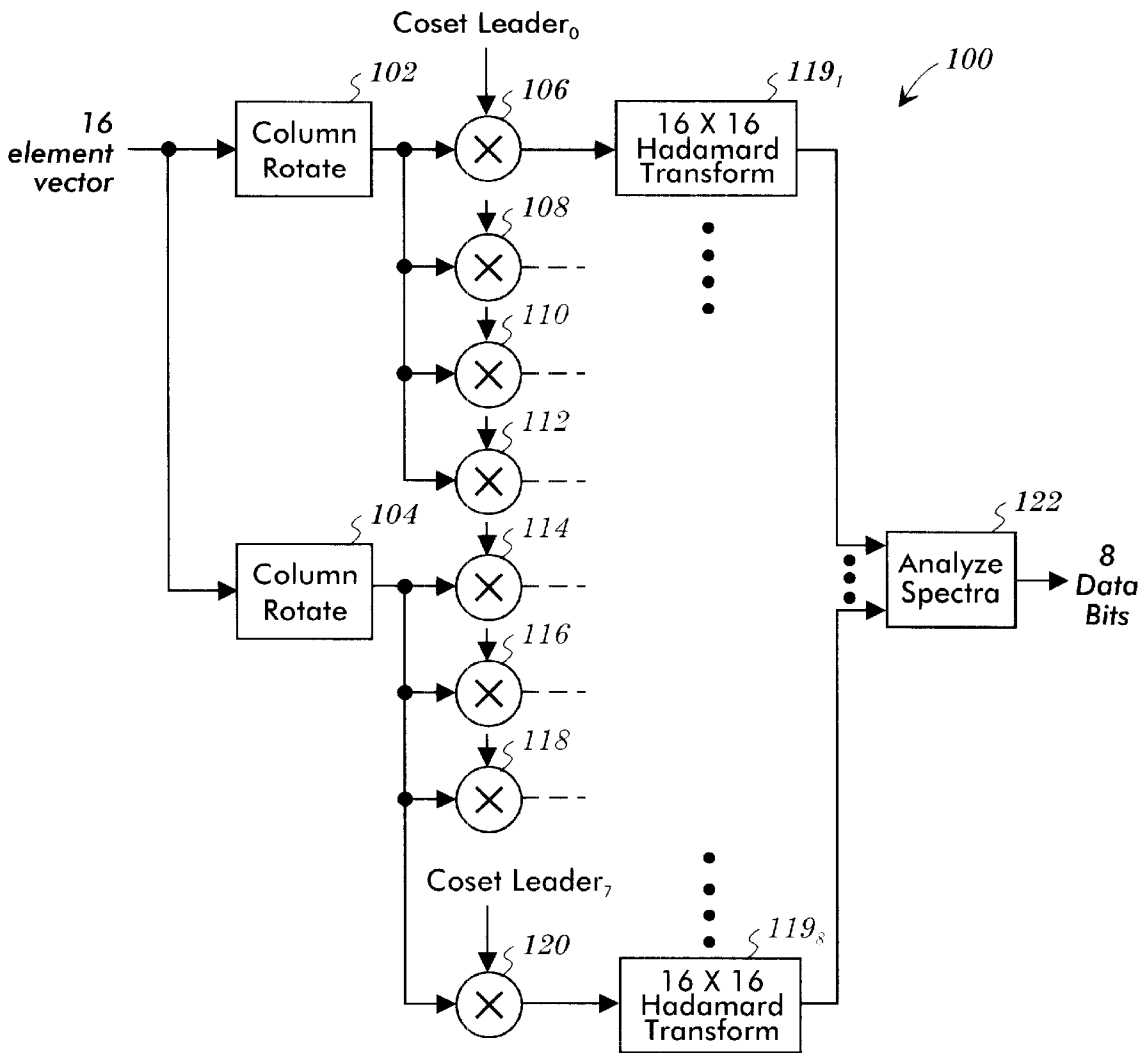 Coset Leader₀
100
102
106
119₁
16
element
vector
Column
Rotate
16 X 16
Hadamard
Transform
108
110
112
104
114
122
Column
Rotate
Analyze
Spectra
8
Data
Bits
116
118
Coset Leader₇
120
119₈
16 X 16
Hadamard
Transform